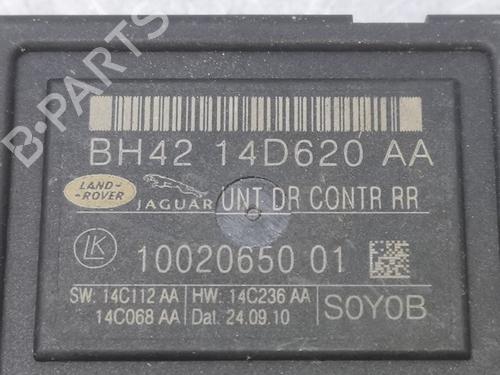 BH42 14D620 AA
LAND-
ROVER
JAGUAR UNT DR CONTR RR
LK 10020650 01
SW: 14C112 AA HW: 14C236 AA
14C068 AA Dat. 24.09.10
S0Y0B
B-PARTS